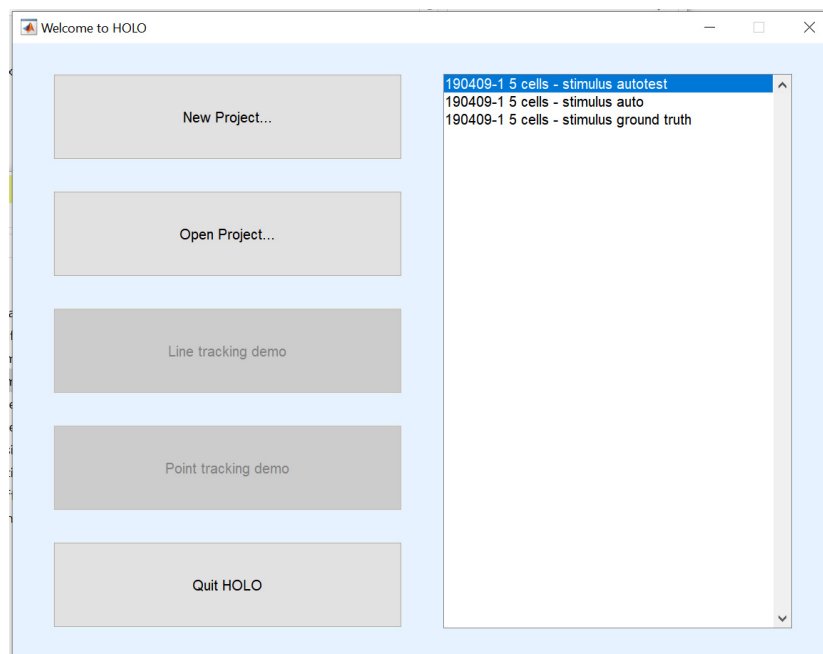 Welcome to HOLO
New Project...
Open Project...
Line tracking demo
Point tracking demo
Quit HOLO
190409-1 5 cells - stimulus autotest
190409-1 5 cells - stimulus auto
190409-1 5 cells - stimulus ground truth